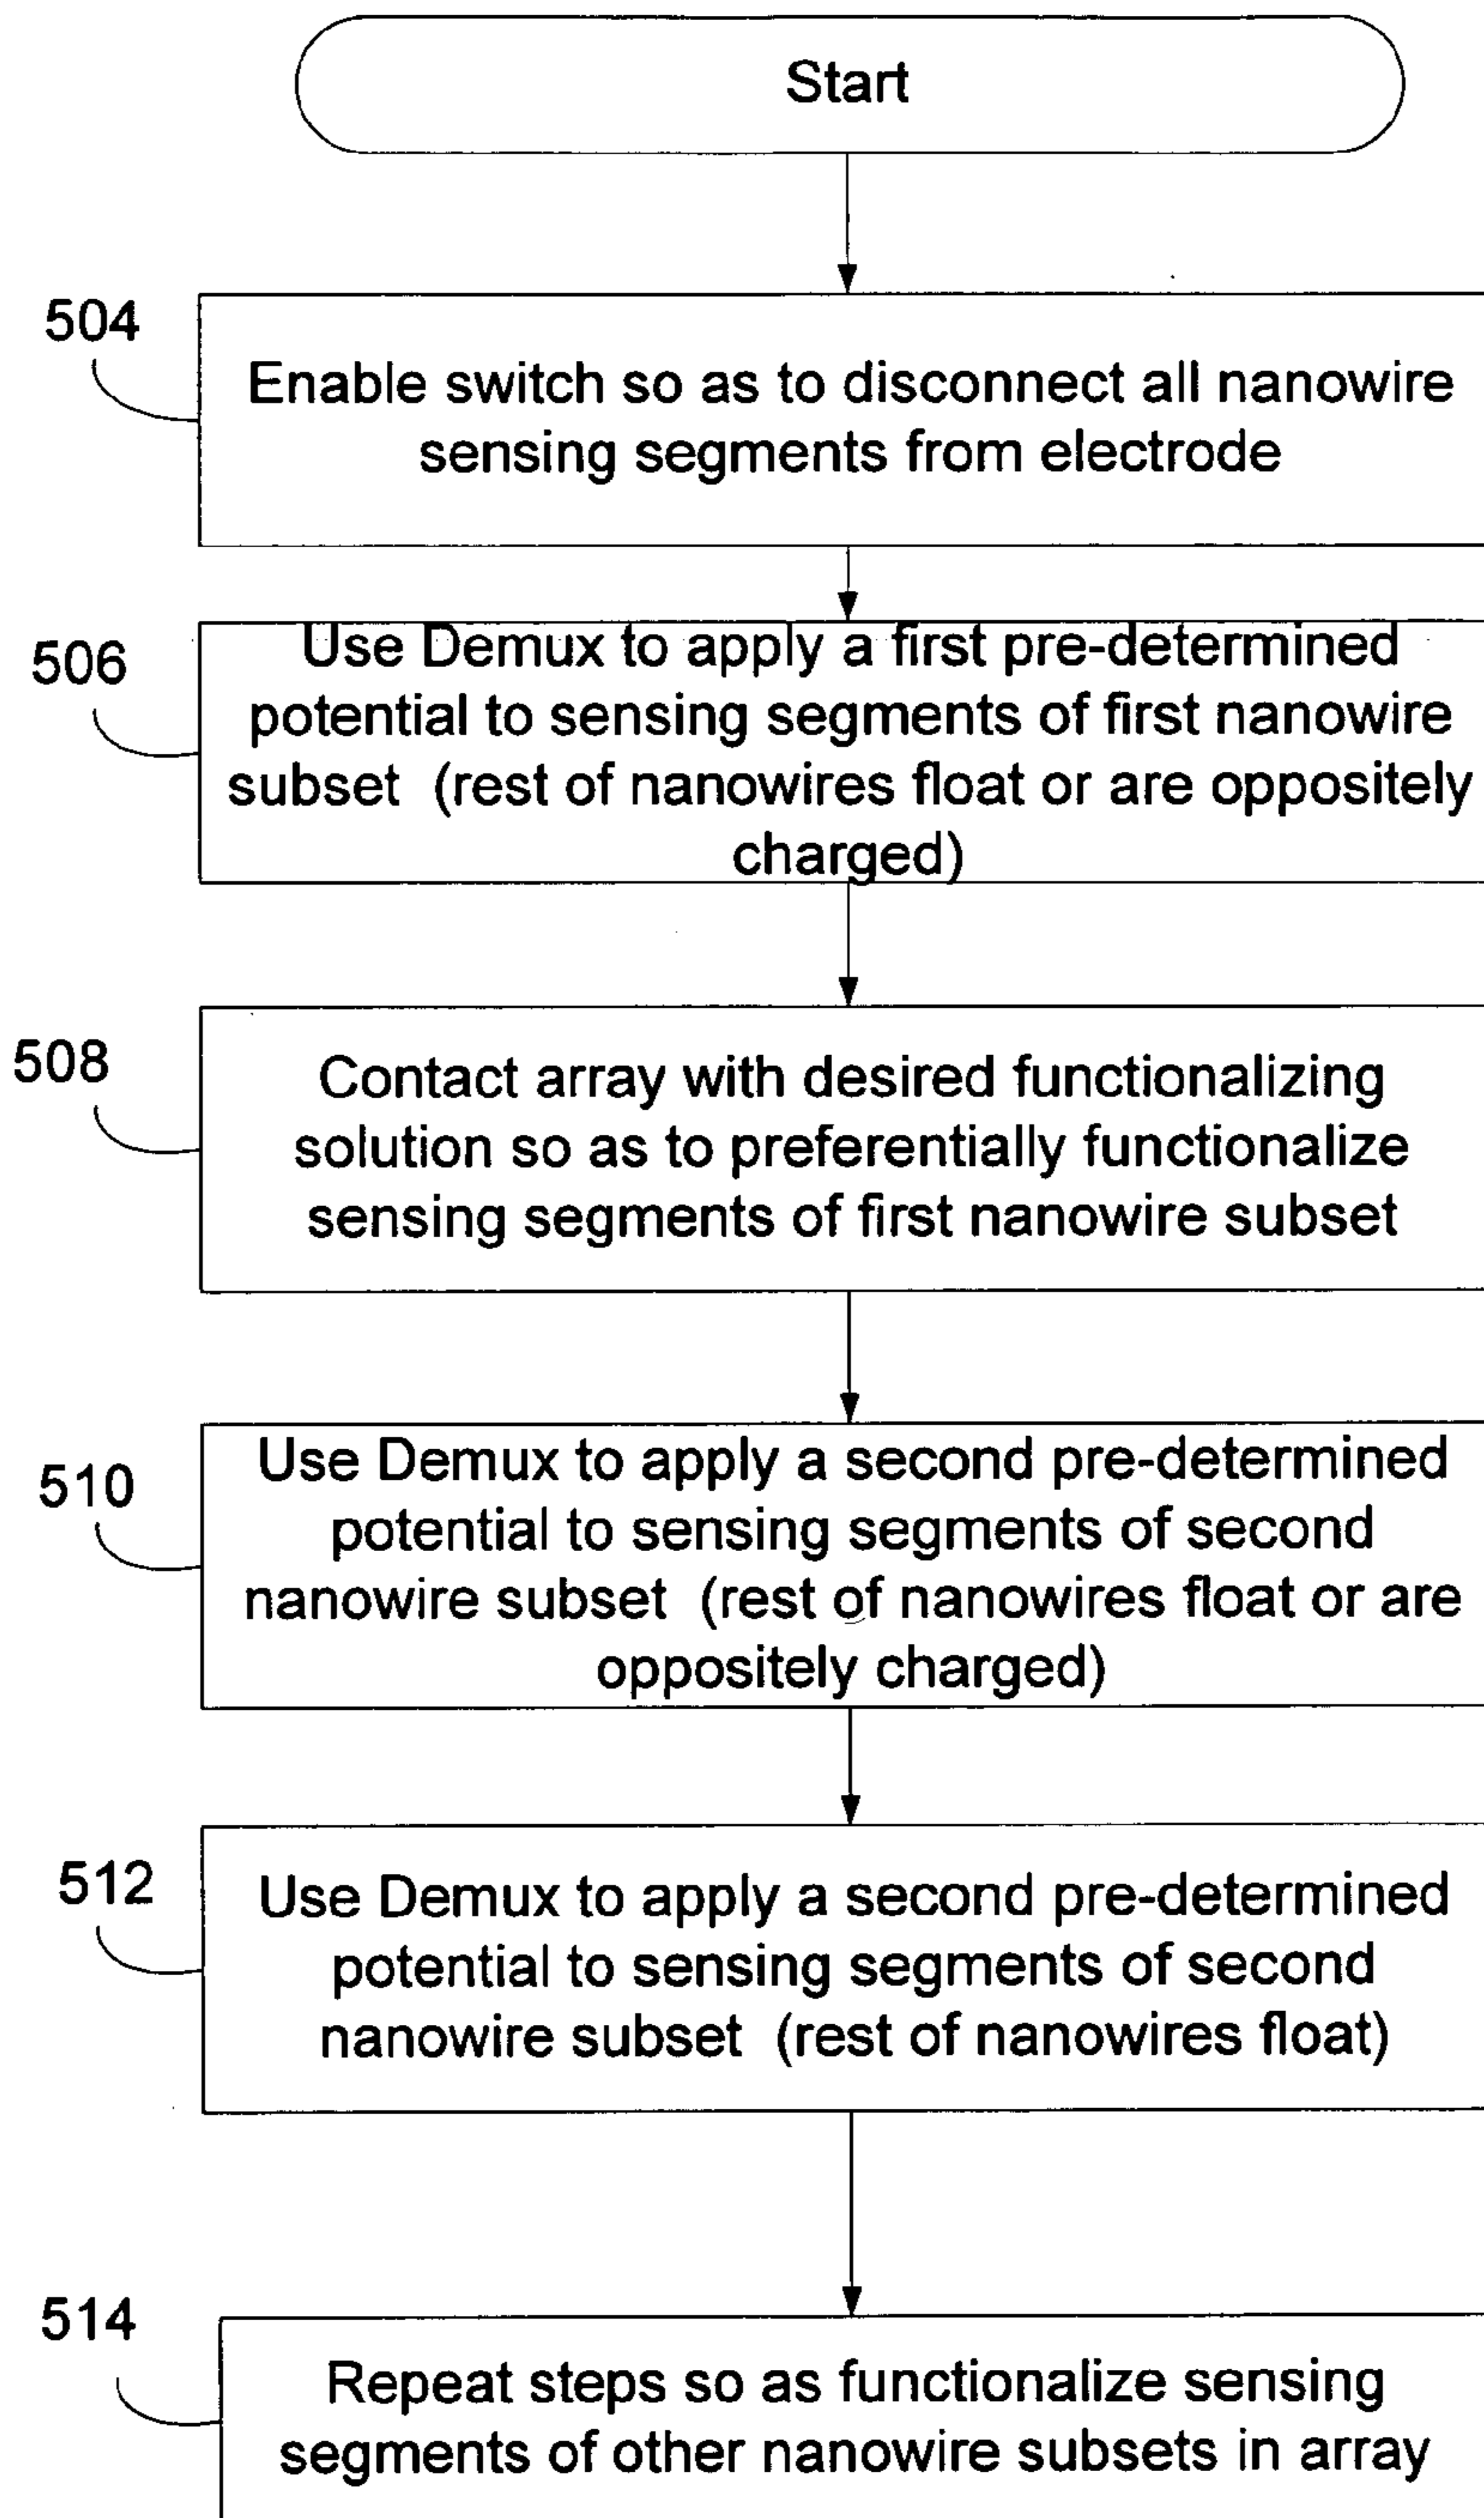 Start
504
Enable switch so as to disconnect all nanowire
sensing segments from electrode
506
Use Demux to apply a first pre-determined
potential to sensing segments of first nanowire
subset (rest of nanowires float or are oppositely
charged)
508
Contact array with desired functionalizing
solution so as to preferentially functionalize
sensing segments of first nanowire subset
510
Use Demux to apply a second pre-determined
potential to sensing segments of second
nanowire subset (rest of nanowires float or are
oppositely charged)
512
Use Demux to apply a second pre-determined
potential to sensing segments of second
nanowire subset (rest of nanowires float)
514
Repeat steps so as functionalize sensing
segments of other nanowire subsets in array